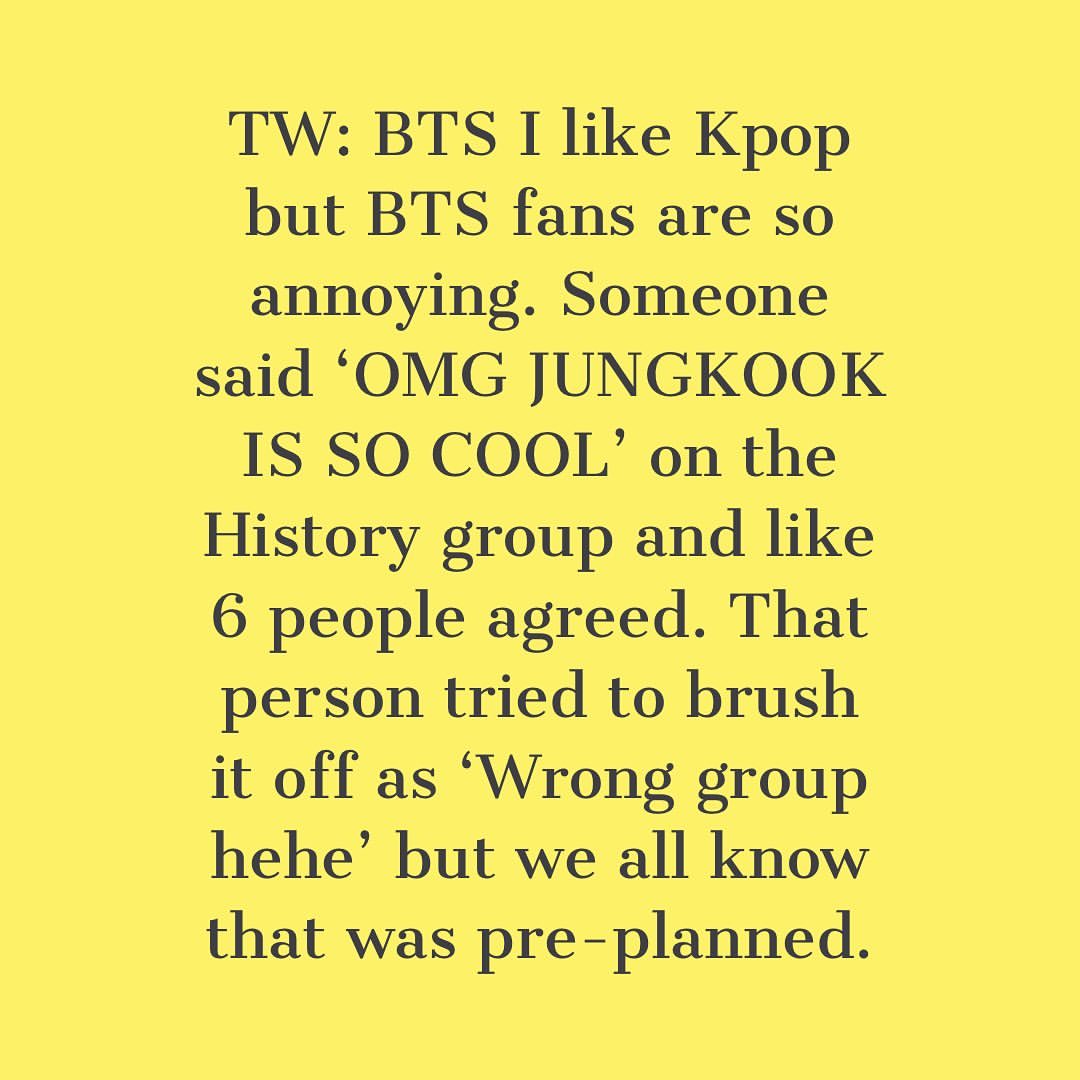 TW: BTS I like Kpop
but BTS fans are so
annoying. Someone
said ‘OMG JUNGKOOK
IS SO COOL’ on the
History group and like
6 people agreed. That
person tried to brush
it off as ‘Wrong group
hehe’ but we all know
that was pre-planned.